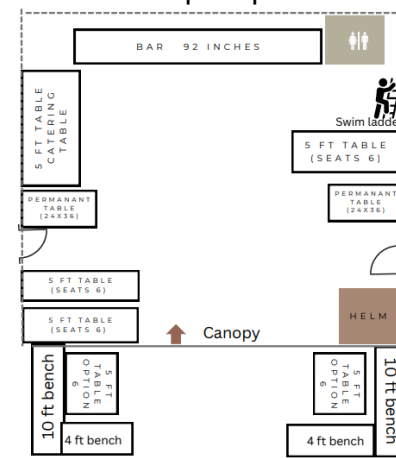 BAR 92 INCHES
5 FT TABLE
CATERING
TABLE
Swim ladde
5 FT TABLE
(SEATS 6)
PERMANANT
TABLE
(24X36)
PERMANANT
TABLE
(24X36)
5 FT TABLE
(SEATS 6)
HELM
5 FT TABLE
(SEATS 6)
Canopy
10 ft bench
5 FT
TABLE
OPTION
6
5 FT
TABLE
OPTION
6
10 ft bench
4 ft bench
4 ft bench